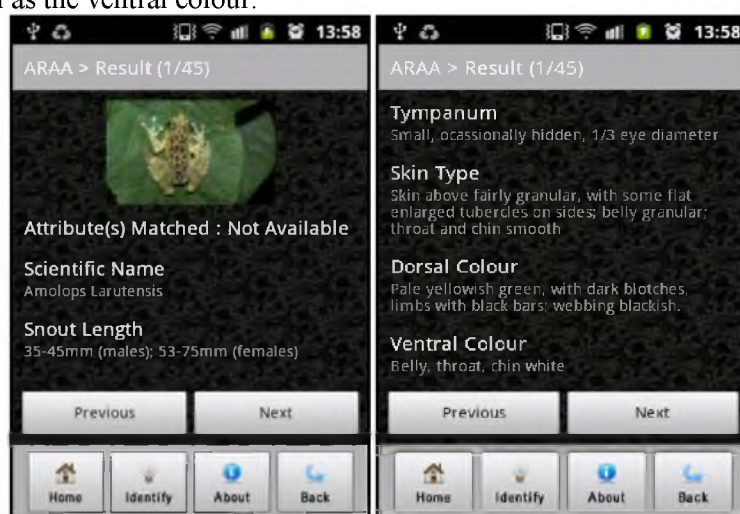 as the ventral colour.
13:58
ARAA > Result (1/45)
Attribute(s) Matched : Not Available
Scientific Name
Amolops Larutensis
Snout Length
35-45mm (males); 53-75mm (females)
Previous Next
Home Identify About Back
13:58
ARAA > Result (1/45)
Tympanum
Small, ocassionally hidden, 1/3 eye diameter
Skin Type
Skin above fairly granular, with some flat
enlarged tubercles on sides; belly granular;
throat and chin smooth
Dorsal Colour
Pale yellowish green, with dark blotches,
limbs with black bars; webbing blackish.
Ventral Colour
Belly, throat, chin white
Previous Next
Home Identify About Back